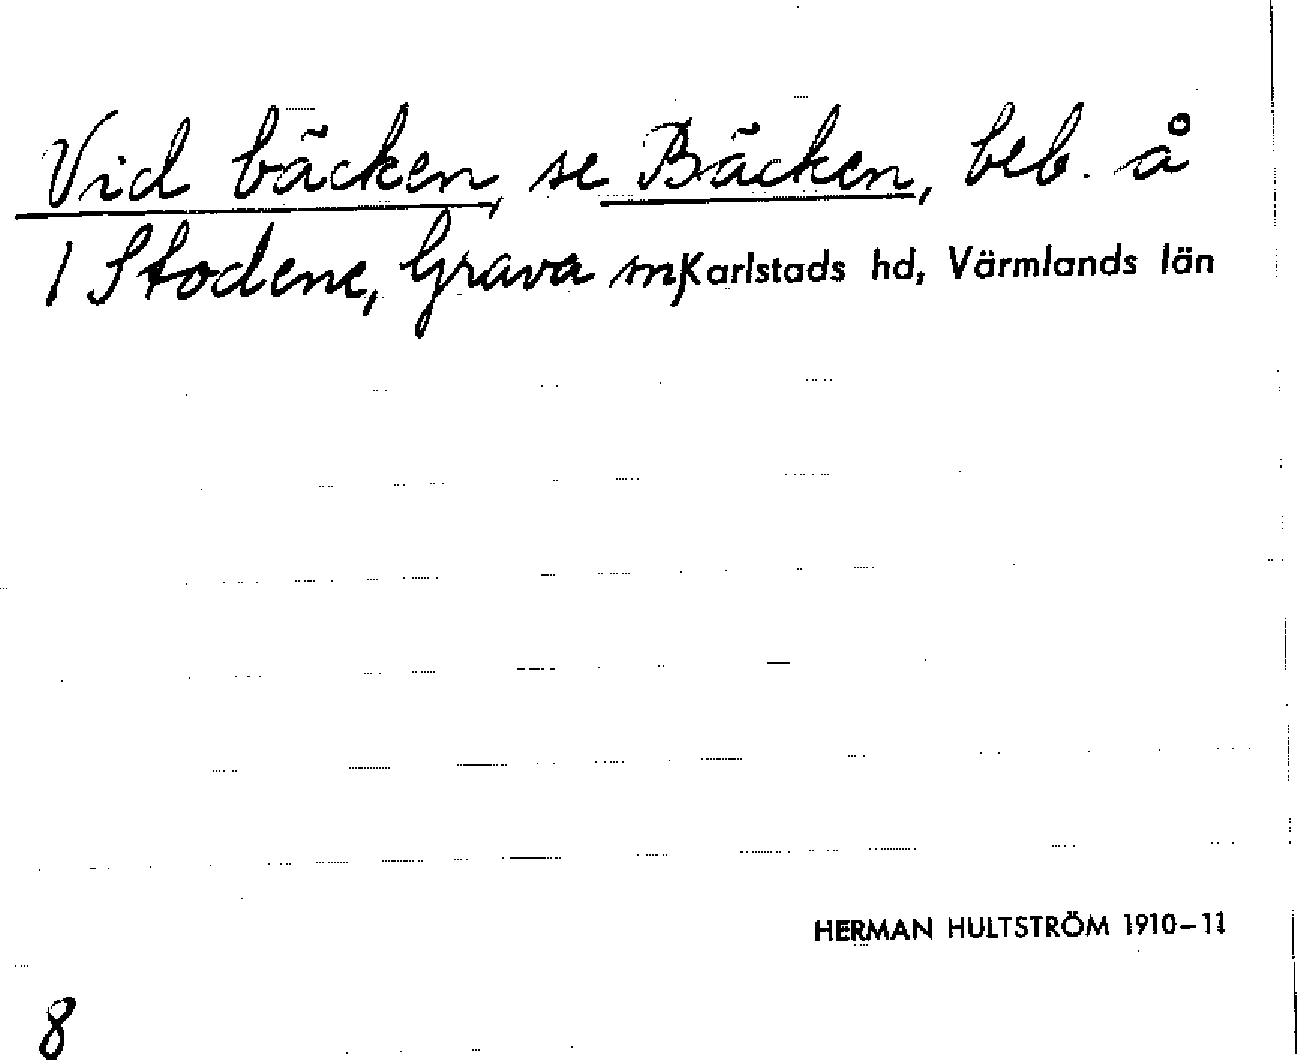 Vid bäcken, se Bäcken, beb. å
1 Stodene, Grava sn, Karlstads hd, Värmlands län
HERMAN HULTSTRÖM 1910–11
8